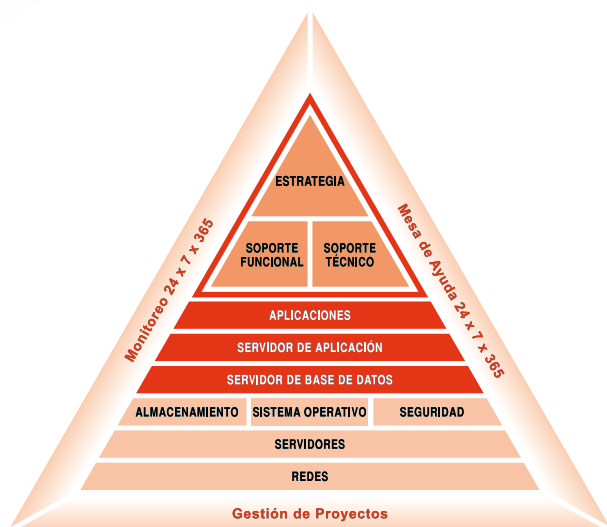 ESTRATEGIA
SOPORTE
FUNCIONAL
SOPORTE
TÉCNICO
APLICACIONES
SERVIDOR DE APLICACIÓN
SERVIDOR DE BASE DE DATOS
ALMACENAMIENTO
SISTEMA OPERATIVO
SEGURIDAD
SERVIDORES
REDES
Monitoreo 24 x 7 x 365
Mesa de Ayuda 24 x 7 x 365
Gestión de Proyectos